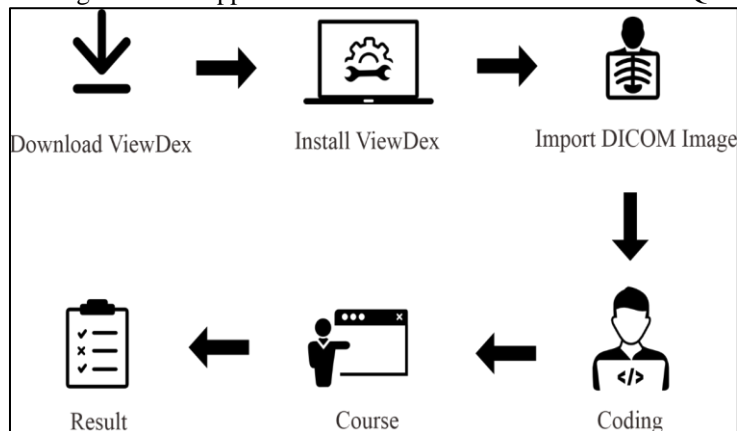 Download ViewDex
Install ViewDex
Import DICOM Image
</>
Result
Course
Coding